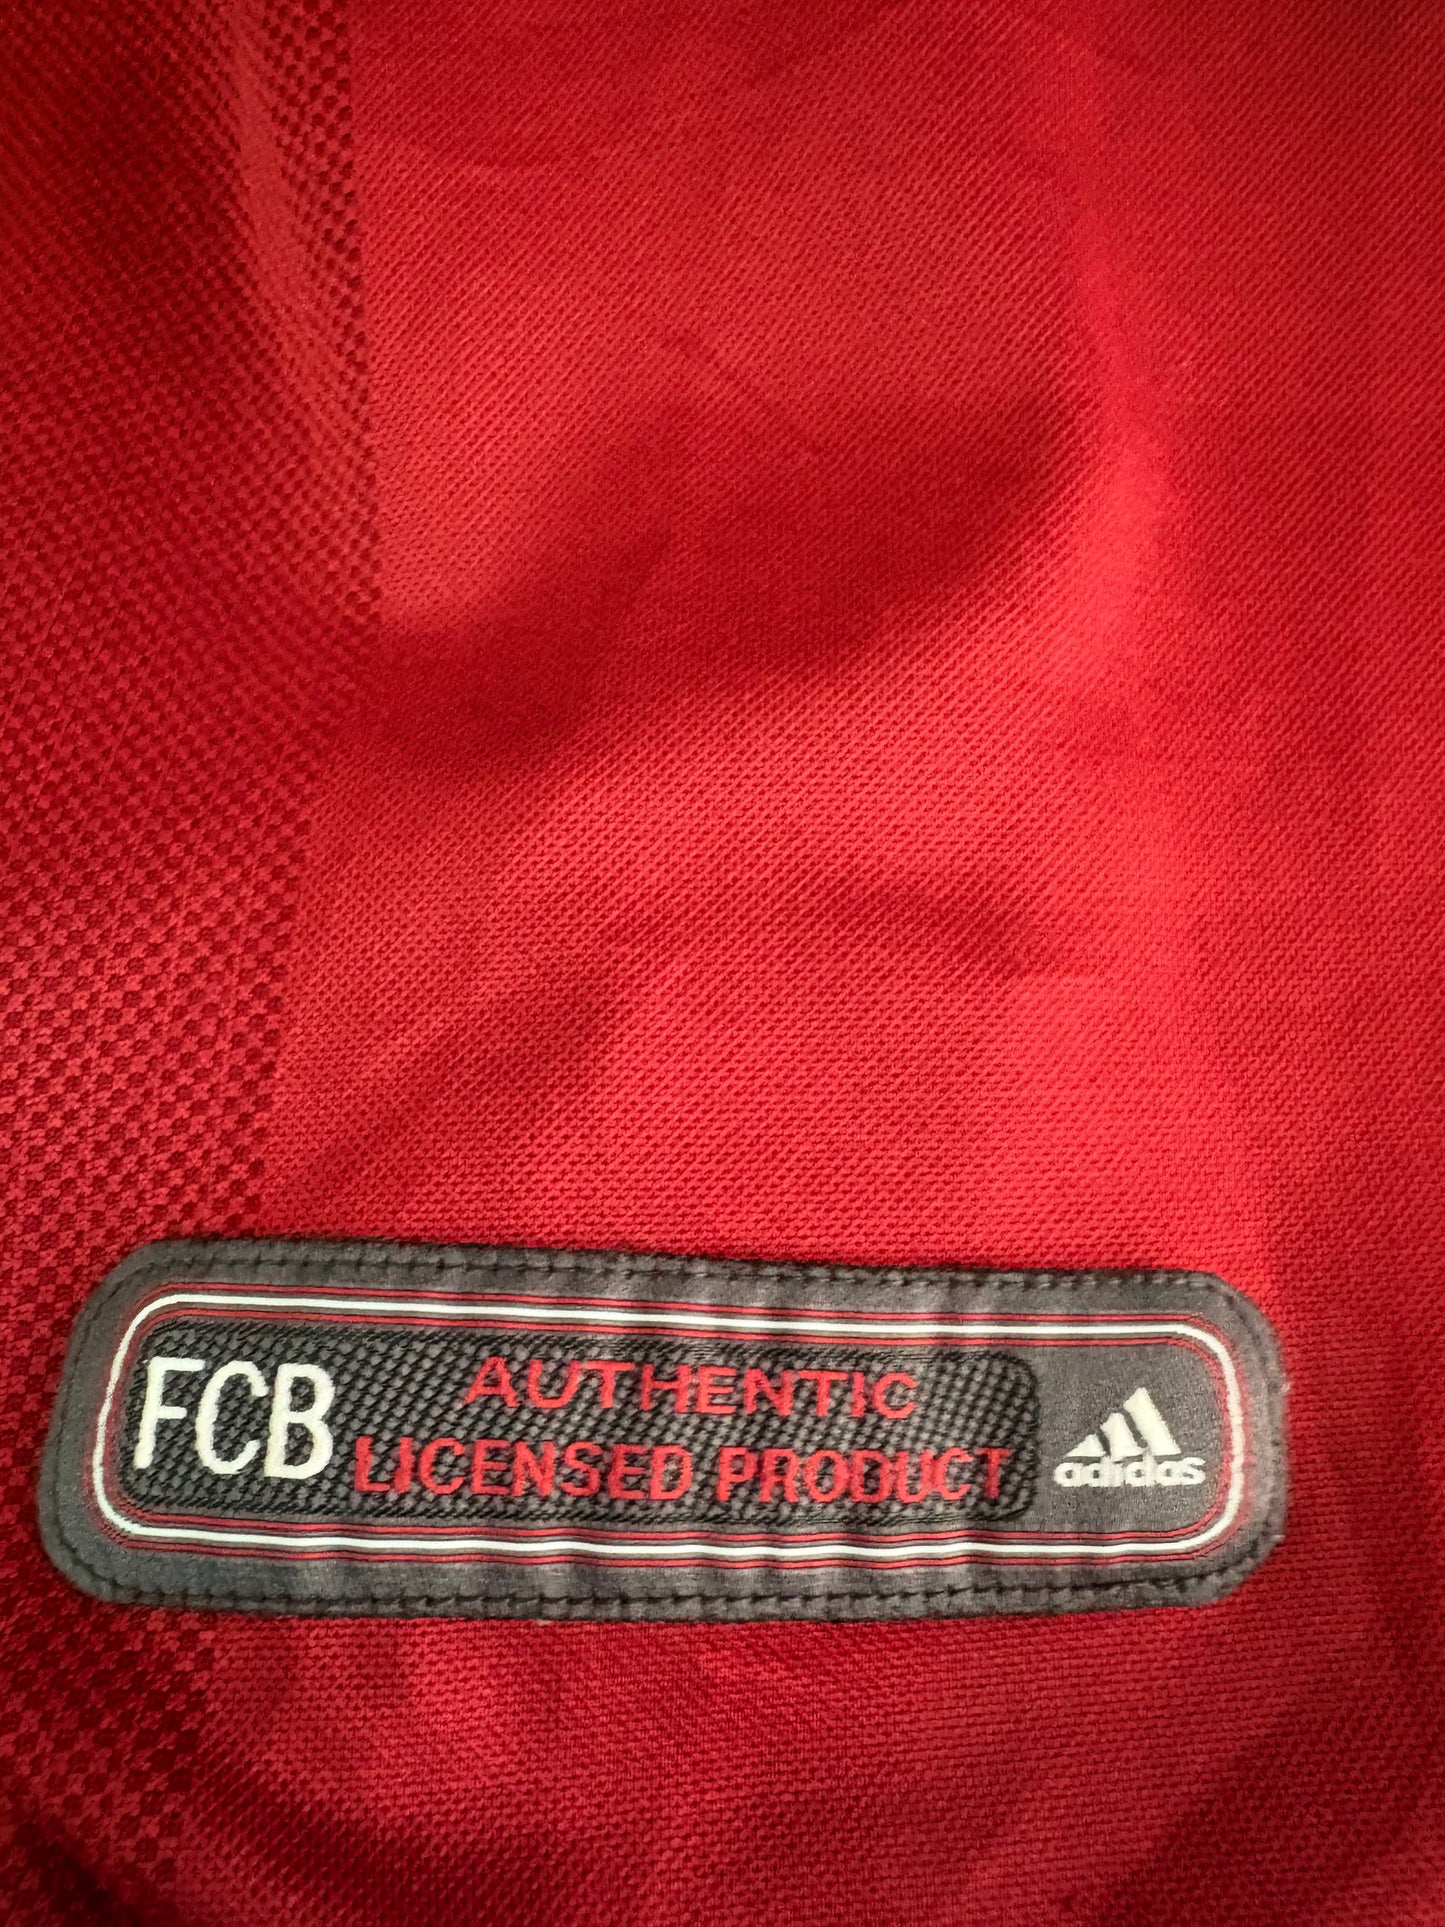 FCB
AUTHENTIC
LICENSED PRODUCT
adidas